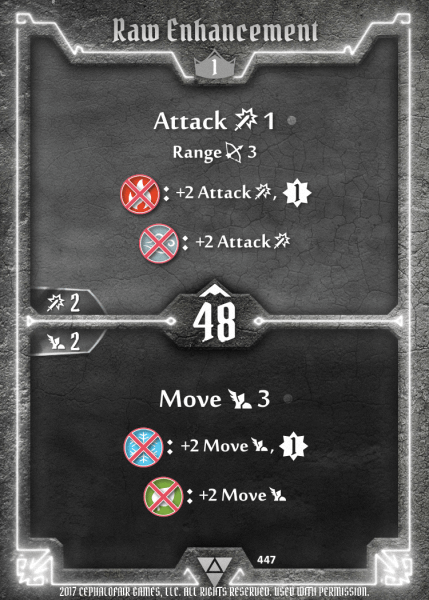 Raw Enhancement
1
Attack 1
Range 3
: +2 Attack , 1
: +2 Attack
2
48
2
Move 3
: +2 Move , 1
: +2 Move
447
2017 CEPHALOFAIR GAMES, LLC. ALL RIGHTS RESERVED. USED WITH PERMISSION.